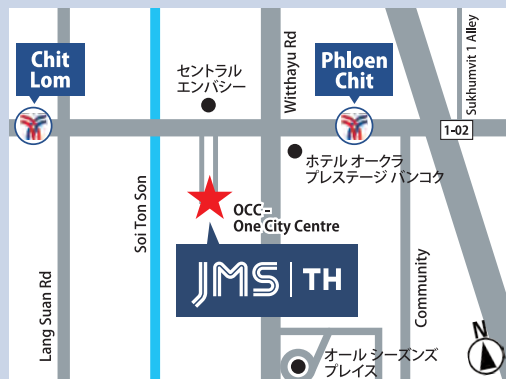 Chit
Lom
セントラル
エンバシー
Witthayu Rd
Phloen
Chit
Sukhumvit 1 Alley
1-02
ホテル オークラ
プレステージ バンコク
Soi Ton Son
OCC -
One City Centre
JMS | TH
Lang Suan Rd
Community
オール シーズンズ
プレイス
N